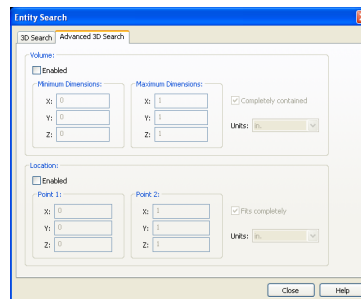 Entity Search
3D Search Advanced 3D Search
Volume:
Enabled
Minimum Dimensions: Maximum Dimensions:
X: 0 X: 1 Completely contained
Y: 0 Y: 1
Z: 0 Z: 1 Units: in.
Location:
Enabled
Point 1: Point 2:
X: 0 X: 1 Fits completely
Y: 0 Y: 1
Z: 0 Z: 1 Units: in.
Close Help